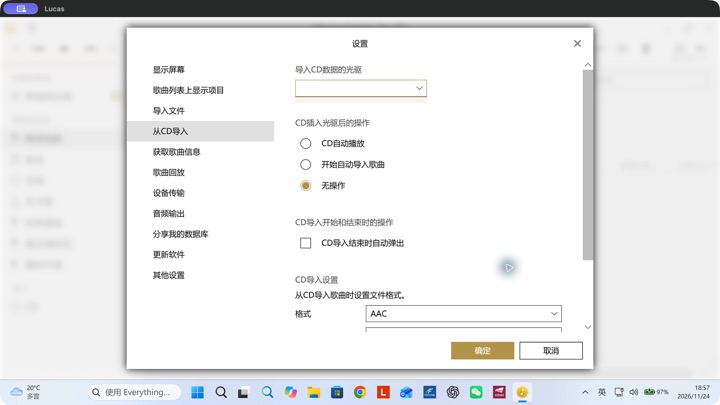 Lucas
设置
显示屏幕
歌曲列表上显示项目
导入文件
从CD导入
获取歌曲信息
歌曲回放
设备传输
音频输出
分享我的数据库
更新软件
其他设置
导入CD数据的光驱
CD插入光驱后的操作
CD自动播放
开始自动导入歌曲
无操作
CD导入开始和结束时的操作
CD导入结束时自动弹出
CD导入设置
从CD导入歌曲时设置文件格式。
格式 AAC
确定 取消
20°C
多雲
使用 Everything...
英
97%
18:57
2026/11/24